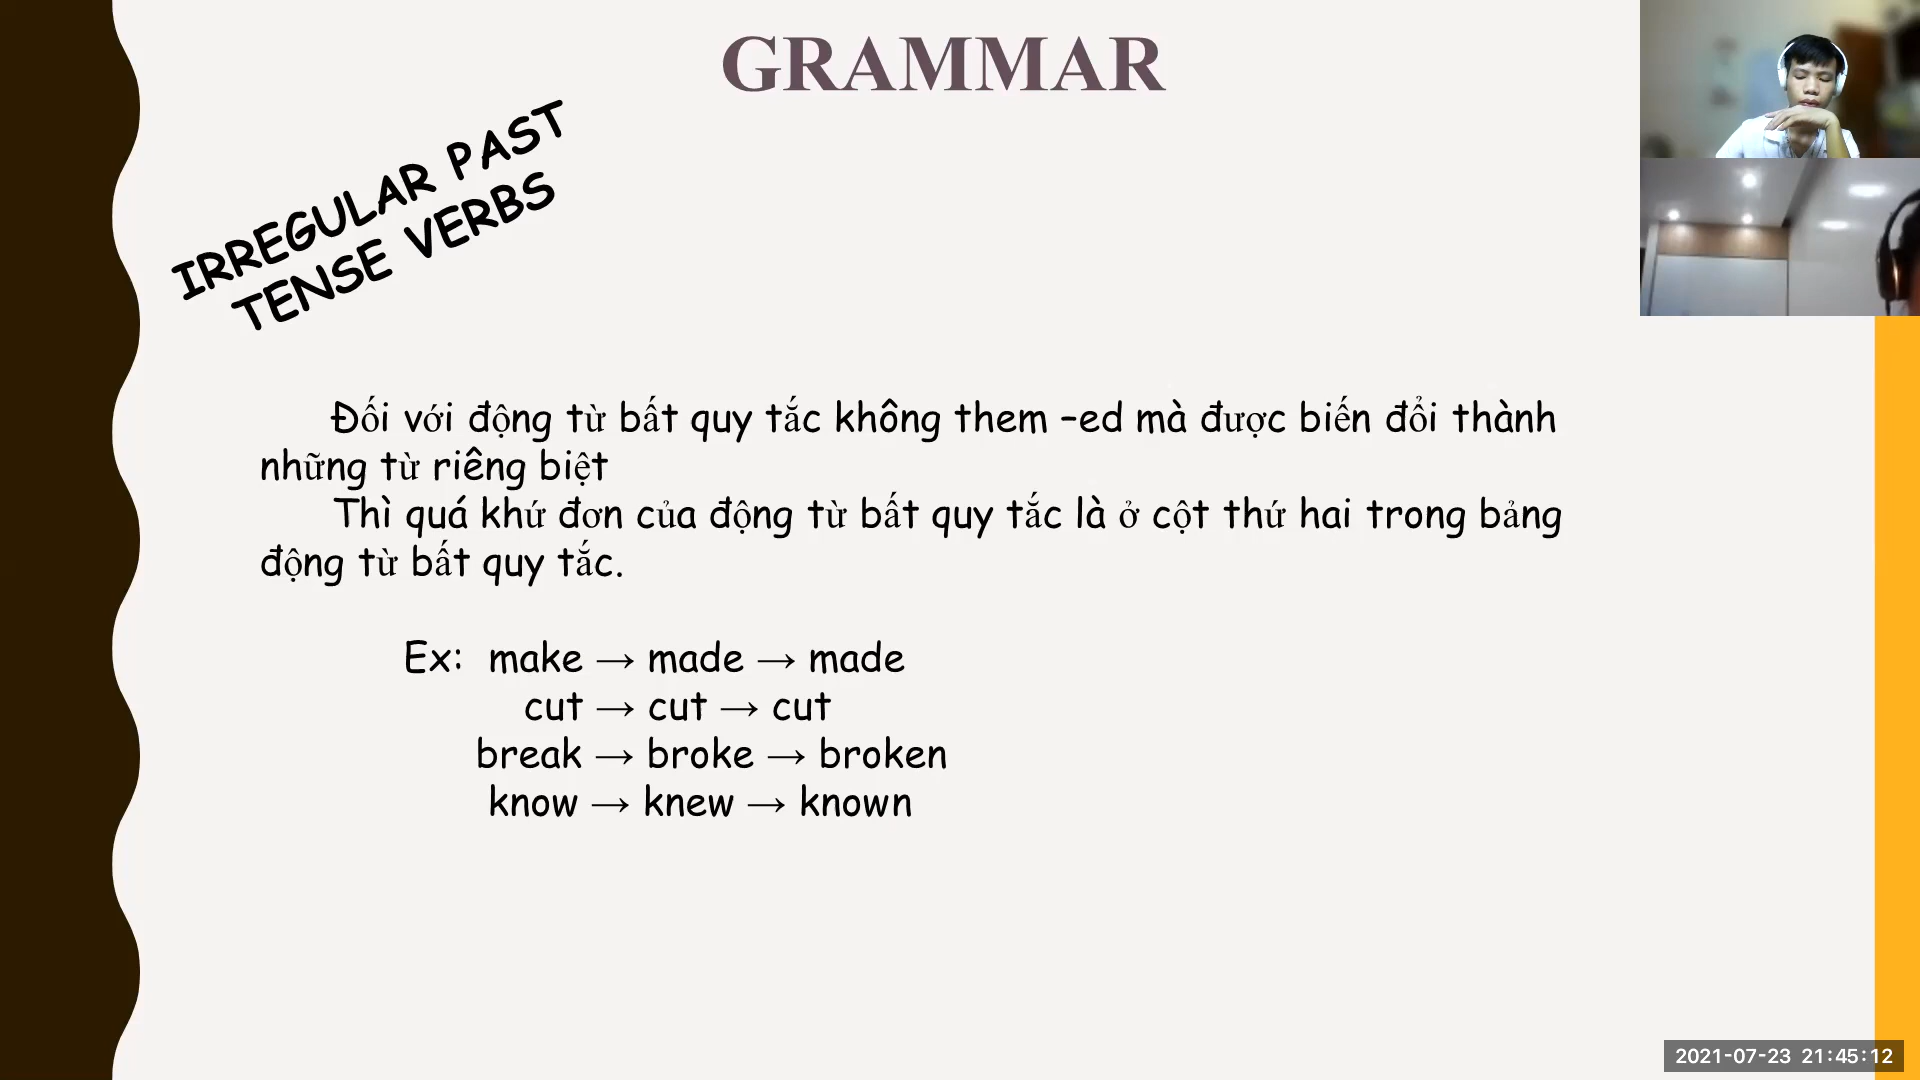 GRAMMAR
IRREGULAR PAST
TENSE VERBS
Đối với động từ bất quy tắc không them –ed mà được biến đổi thành
những từ riêng biệt
Thì quá khứ đơn của động từ bất quy tắc là ở cột thứ hai trong bảng
động từ bất quy tắc.
Ex: make → made → made
cut → cut → cut
break → broke → broken
know → knew → known
2021-07-23 21:45:12